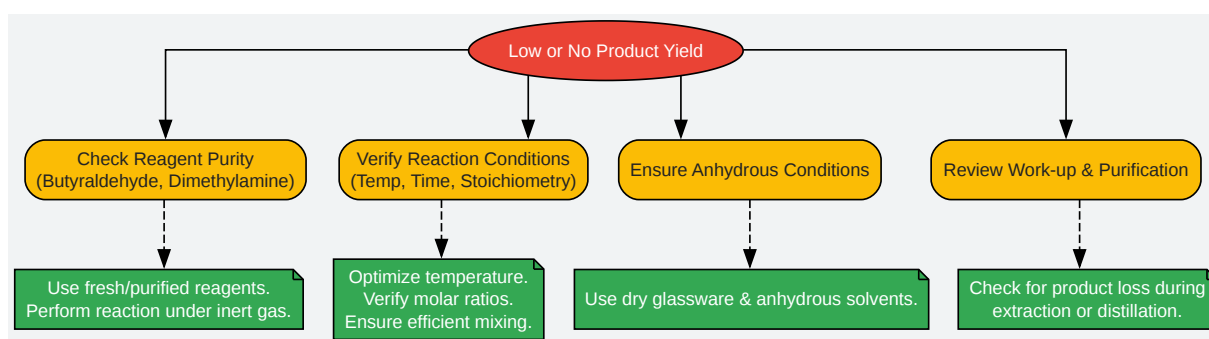 Low or No Product Yield
Check Reagent Purity
(Butyraldehyde, Dimethylamine)
Verify Reaction Conditions
(Temp, Time, Stoichiometry)
Ensure Anhydrous Conditions
Review Work-up & Purification
Use fresh/purified reagents.
Perform reaction under inert gas.
Optimize temperature.
Verify molar ratios.
Ensure efficient mixing.
Use dry glassware & anhydrous solvents.
Check for product loss during
extraction or distillation.